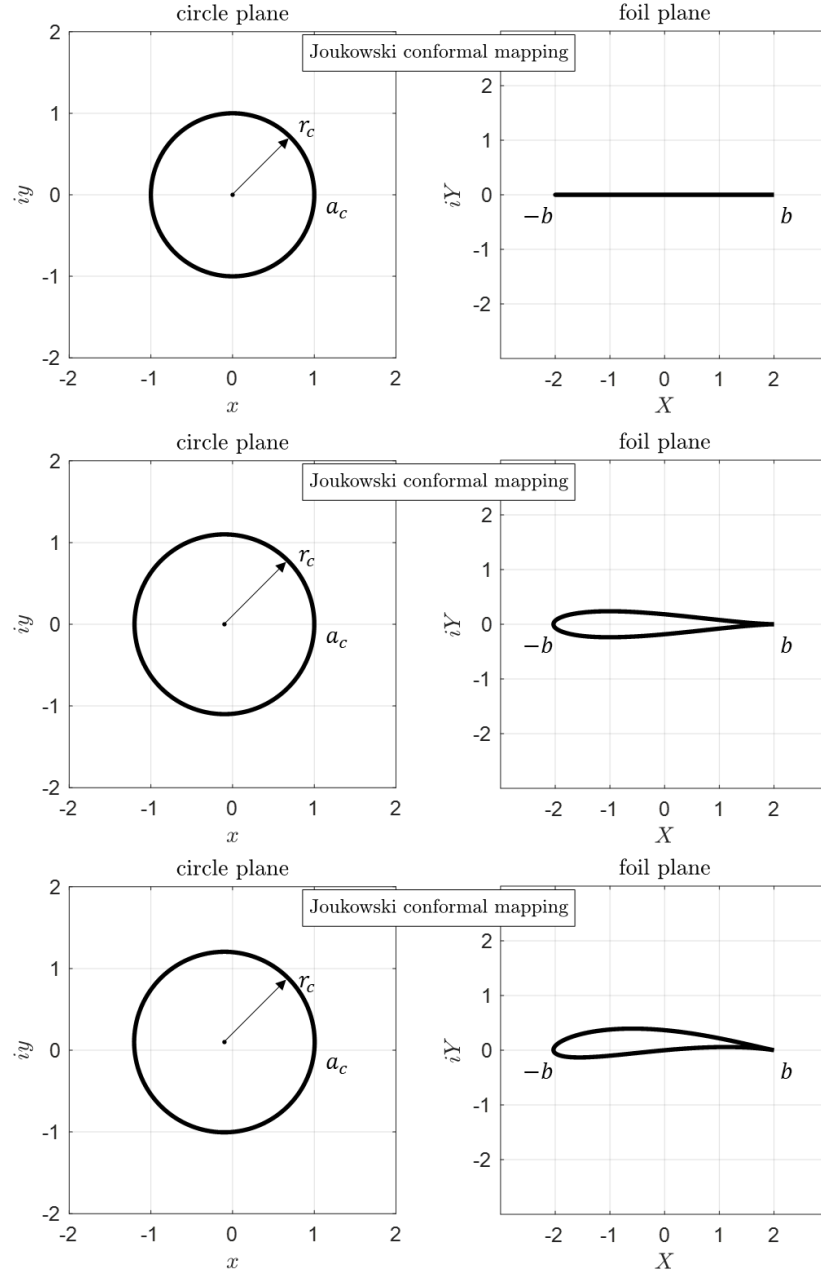 circle plane
foil plane
Joukowski conformal mapping
2
1
0
-1
-2
iy
r_c
a_c
-2
-1
0
1
2
x
2
1
0
-1
-2
iY
−b
b
-2
-1
0
1
2
X
circle plane
foil plane
Joukowski conformal mapping
2
1
0
-1
-2
iy
r_c
a_c
-2
-1
0
1
2
x
2
1
0
-1
-2
iY
−b
b
-2
-1
0
1
2
X
circle plane
foil plane
Joukowski conformal mapping
2
1
0
-1
-2
iy
r_c
a_c
-2
-1
0
1
2
x
2
1
0
-1
-2
iY
−b
b
-2
-1
0
1
2
X